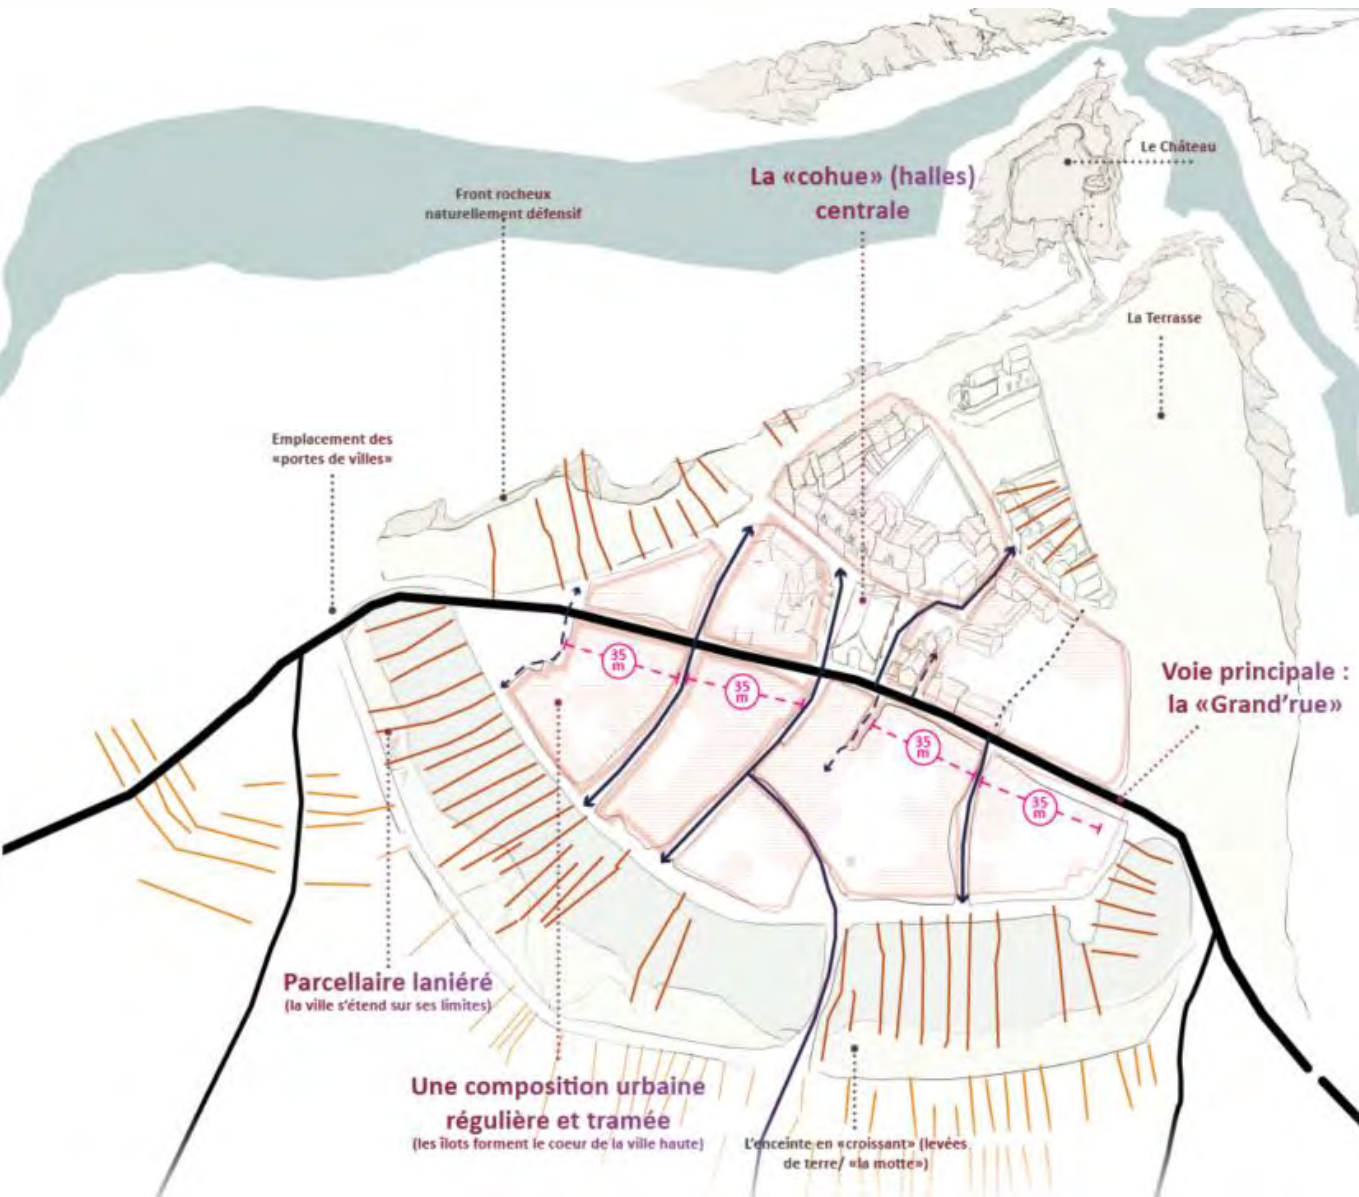 Le Château
La «cohue» (halles)
centrale
Front rocheux
naturellement défensif
La Terrasse
Emplacement des
«portes de villes»
35
m
35
m
Voie principale :
la «Grand'rue»
35
m
35
m
Parcellaire laniéré
(la ville s'étend sur ses limites)
Une composition urbaine
régulière et tramée
(les îlots forment le coeur de la ville haute)
L'enceinte en «croissant» (levées
de terre/ «la motte»)